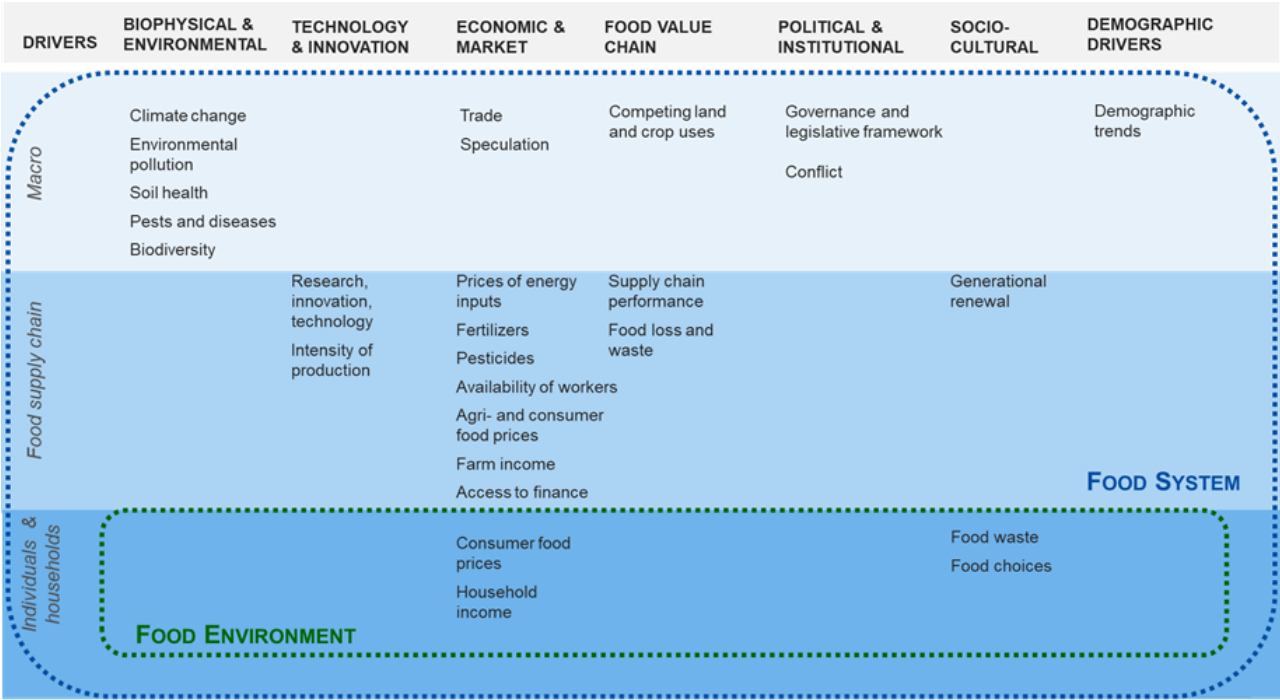 DRIVERS
BIOPHYSICAL &
ENVIRONMENTAL
TECHNOLOGY
& INNOVATION
ECONOMIC &
MARKET
FOOD VALUE
CHAIN
POLITICAL &
INSTITUTIONAL
SOCIO-
CULTURAL
DEMOGRAPHIC
DRIVERS
Macro
Climate change
Environmental
pollution
Soil health
Pests and diseases
Biodiversity
Trade
Speculation
Competing land
and crop uses
Governance and
legislative framework
Conflict
Demographic
trends
Food supply chain
Research,
innovation,
technology
Intensity of
production
Prices of energy
inputs
Fertilizers
Pesticides
Availability of workers
Agri- and consumer
food prices
Farm income
Access to finance
Supply chain
performance
Food loss and
waste
Generational
renewal
FOOD SYSTEM
Individuals &
households
Consumer food
prices
Household
income
Food waste
Food choices
FOOD ENVIRONMENT